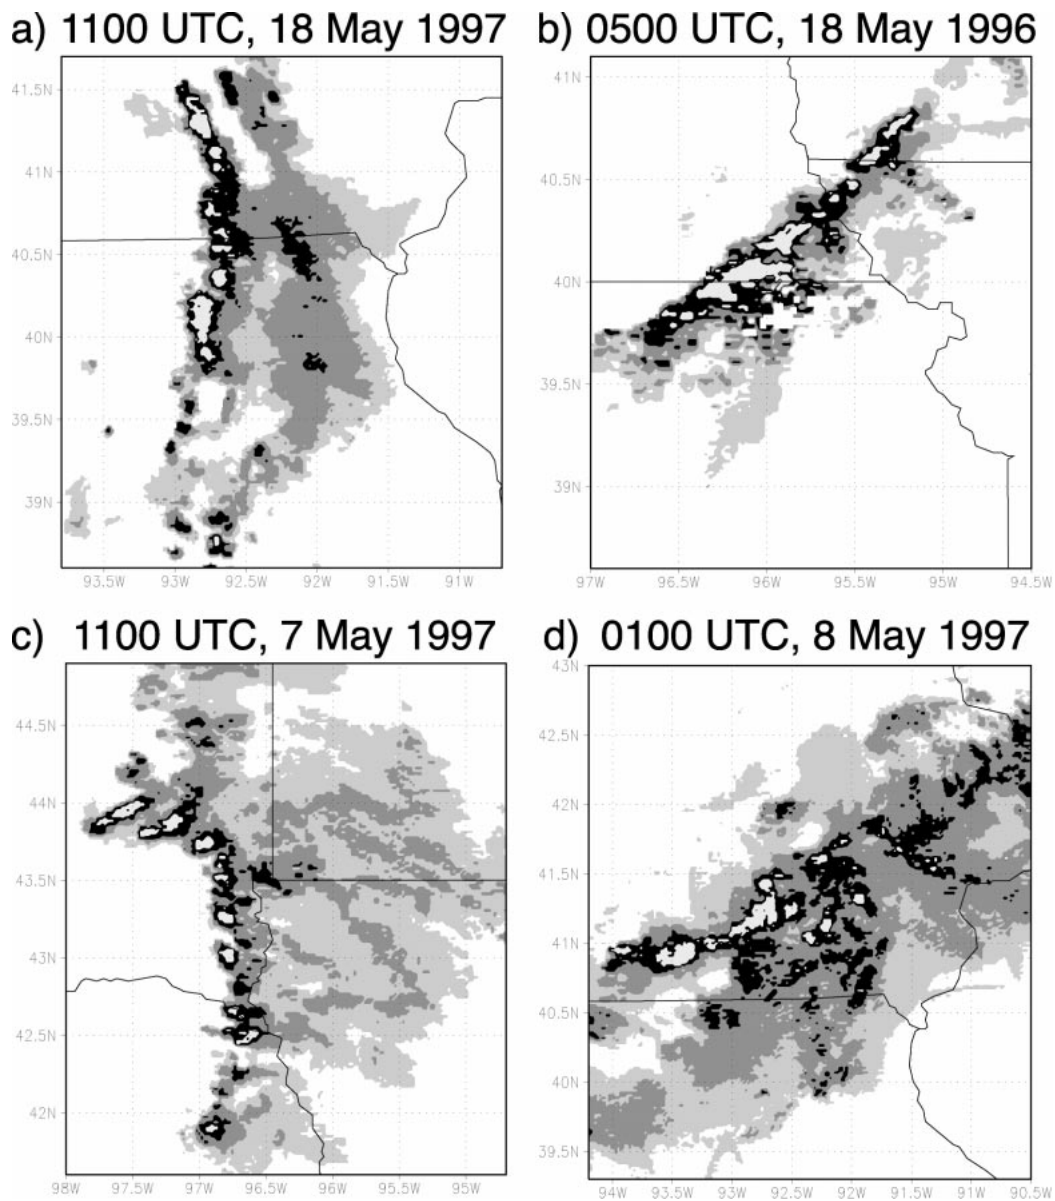 a) 1100 UTC, 18 May 1997
b) 0500 UTC, 18 May 1996
41.5N
41N
40.5N
40N
39.5N
39N
93.5W 93W 92.5W 92W 91.5W 91W
41N
40.5N
40N
39.5N
39N
97W 96.5W 96W 95.5W 95W 94.5W
c) 1100 UTC, 7 May 1997
d) 0100 UTC, 8 May 1997
44.5N
44N
43.5N
43N
42.5N
42N
98W 97.5W 97W 96.5W 96W 95.5W 95W
43N
42.5N
42N
41.5N
41N
40.5N
40N
39.5N
94W 93.5W 93W 92.5W 92W 91.5W 91W 90.5W